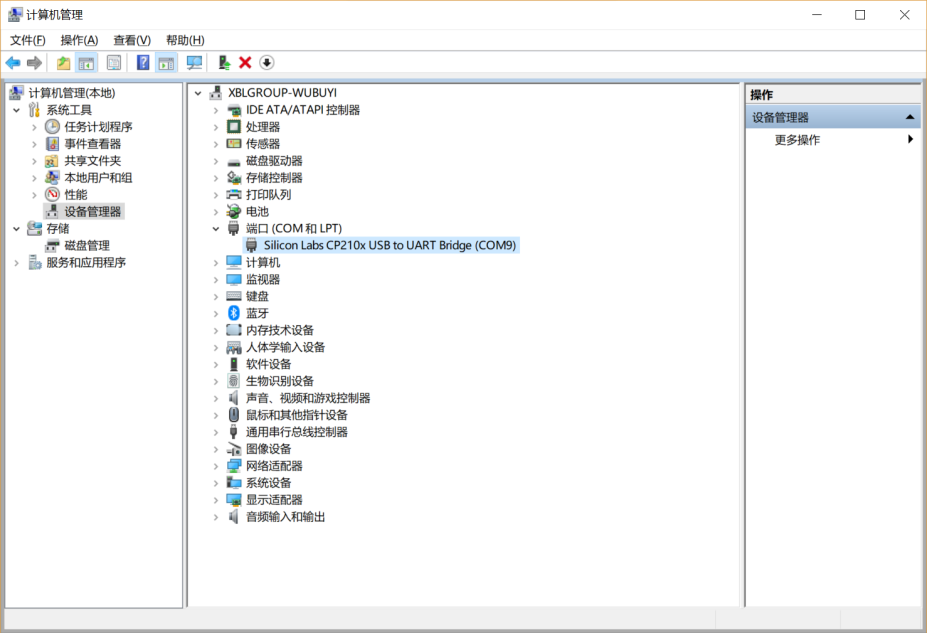 计算机管理
文件(F) 操作(A) 查看(V) 帮助(H)
计算机管理(本地)
系统工具
任务计划程序
事件查看器
共享文件夹
本地用户和组
性能
设备管理器
存储
磁盘管理
服务和应用程序
XBLGROUP-WUBUYI
IDE ATA/ATAPI 控制器
处理器
传感器
磁盘驱动器
存储控制器
打印队列
电池
端口 (COM 和 LPT)
Silicon Labs CP210x USB to UART Bridge (COM9)
计算机
监视器
键盘
蓝牙
内存技术设备
人体学输入设备
软件设备
生物识别设备
声音、视频和游戏控制器
鼠标和其他指针设备
通用串行总线控制器
图像设备
网络适配器
系统设备
显示适配器
音频输入和输出
操作
设备管理器
更多操作